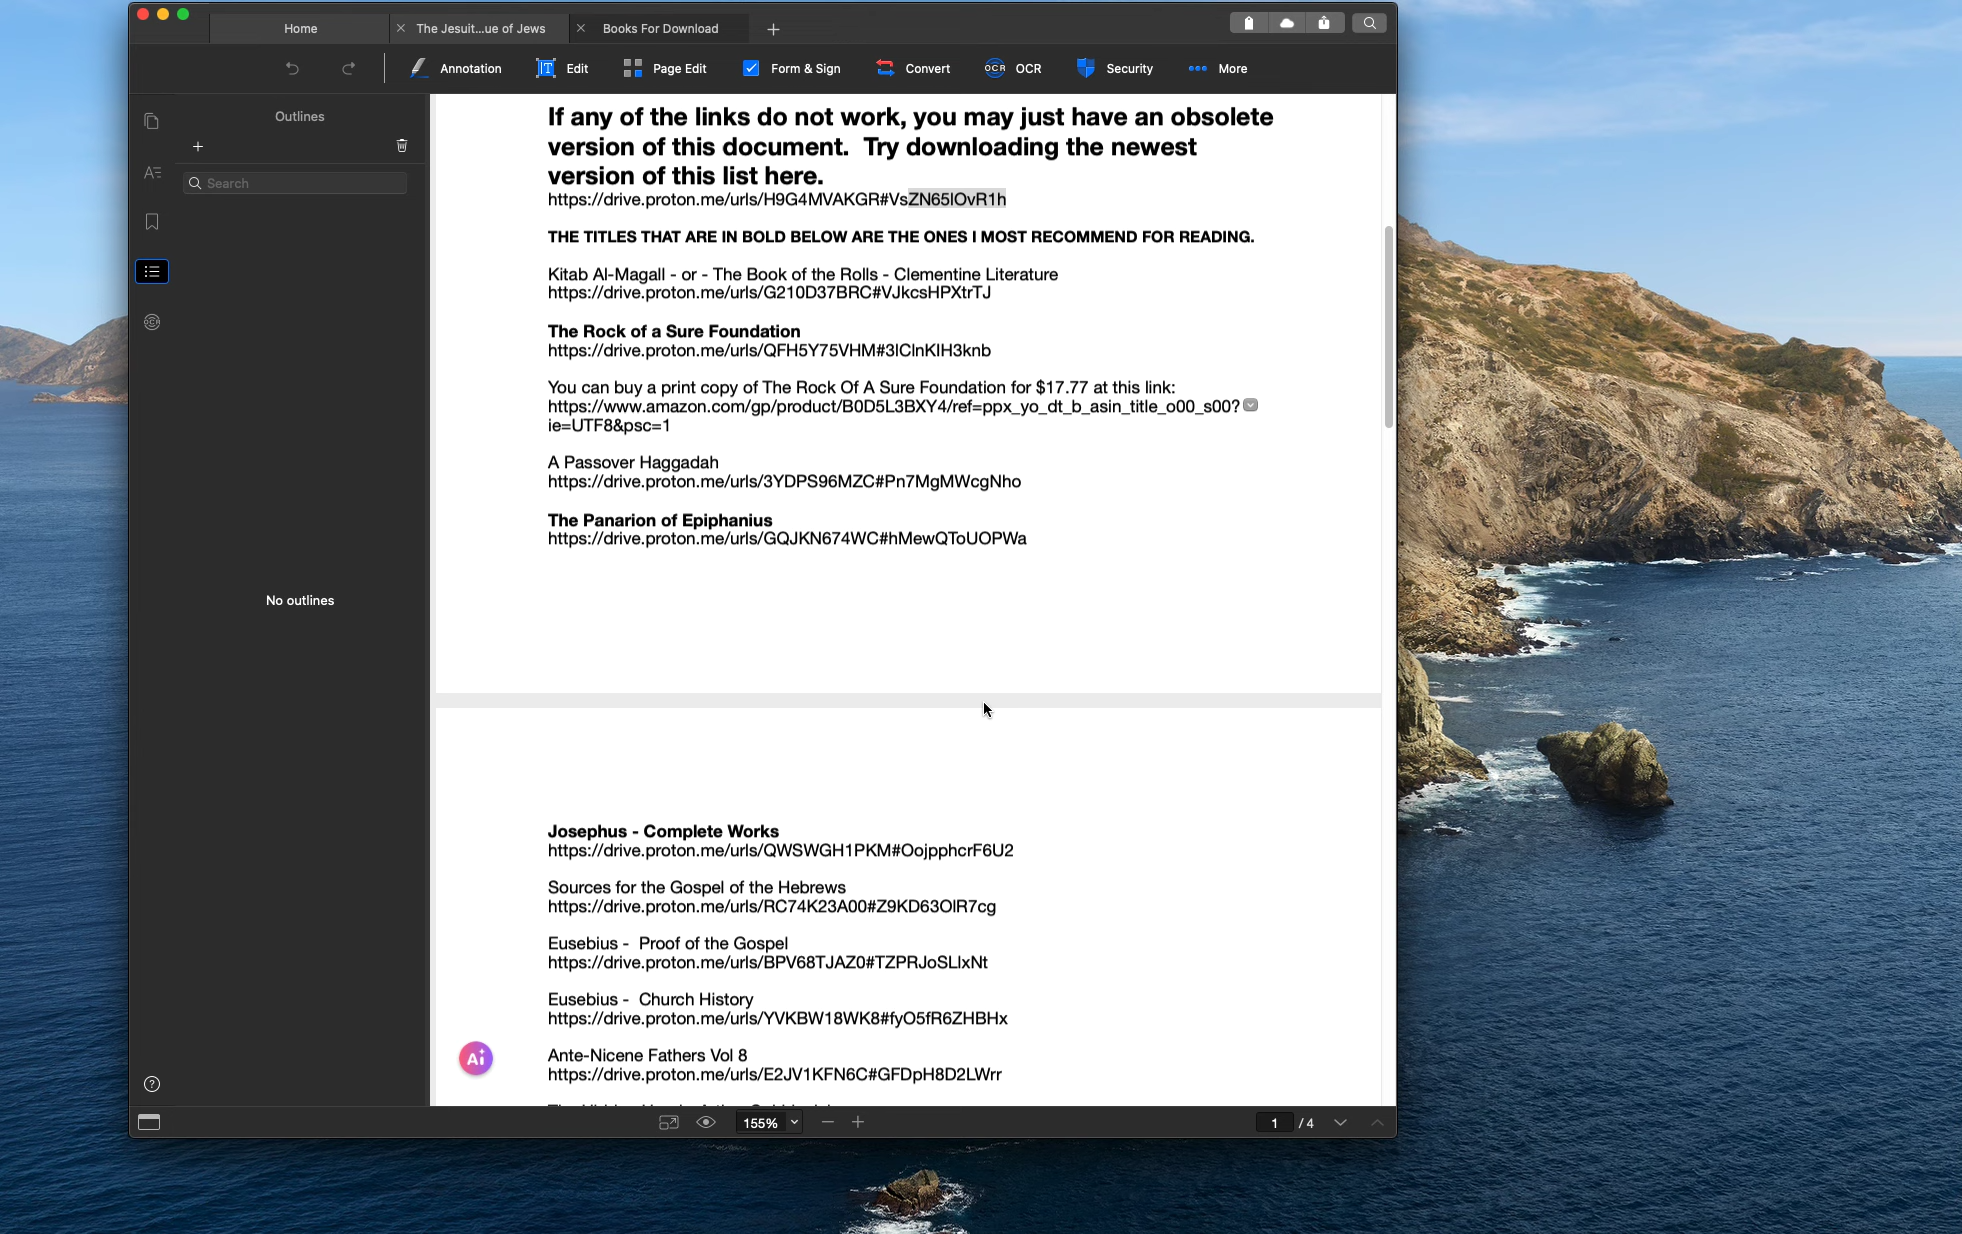 Home
The Jesuit...ue of Jews
Books For Download
Annotation
Edit
Page Edit
Form & Sign
Convert
OCR
OCR
Security
More
Outlines
Search
No outlines
If any of the links do not work, you may just have an obsolete
version of this document. Try downloading the newest
version of this list here.
https://drive.proton.me/urls/H9G4MVAKGR#VsZN65IOvR1h
THE TITLES THAT ARE IN BOLD BELOW ARE THE ONES I MOST RECOMMEND FOR READING.
Kitab Al-Magall - or - The Book of the Rolls - Clementine Literature
https://drive.proton.me/urls/G210D37BRC#VJkcsHPXtrTJ
The Rock of a Sure Foundation
https://drive.proton.me/urls/QFH5Y75VHM#3IClnKIH3knb
You can buy a print copy of The Rock Of A Sure Foundation for $17.77 at this link:
https://www.amazon.com/gp/product/B0D5L3BXY4/ref=ppx_yo_dt_b_asin_title_o00_s00?
ie=UTF8&psc=1
A Passover Haggadah
https://drive.proton.me/urls/3YDPS96MZC#Pn7MgMWcgNho
The Panarion of Epiphanius
https://drive.proton.me/urls/GQJKN674WC#hMewQToUOPWa
Josephus - Complete Works
https://drive.proton.me/urls/QWSWGH1PKM#OojpphcrF6U2
Sources for the Gospel of the Hebrews
https://drive.proton.me/urls/RC74K23A00#Z9KD63OIR7cg
Eusebius - Proof of the Gospel
https://drive.proton.me/urls/BPV68TJAZ0#TZPRJoSLIxNt
Eusebius - Church History
https://drive.proton.me/urls/YVKBW18WK8#fyO5fR6ZHBHx
Ante-Nicene Fathers Vol 8
https://drive.proton.me/urls/E2JV1KFN6C#GFDpH8D2LWrr
Ai
155%
1 / 4